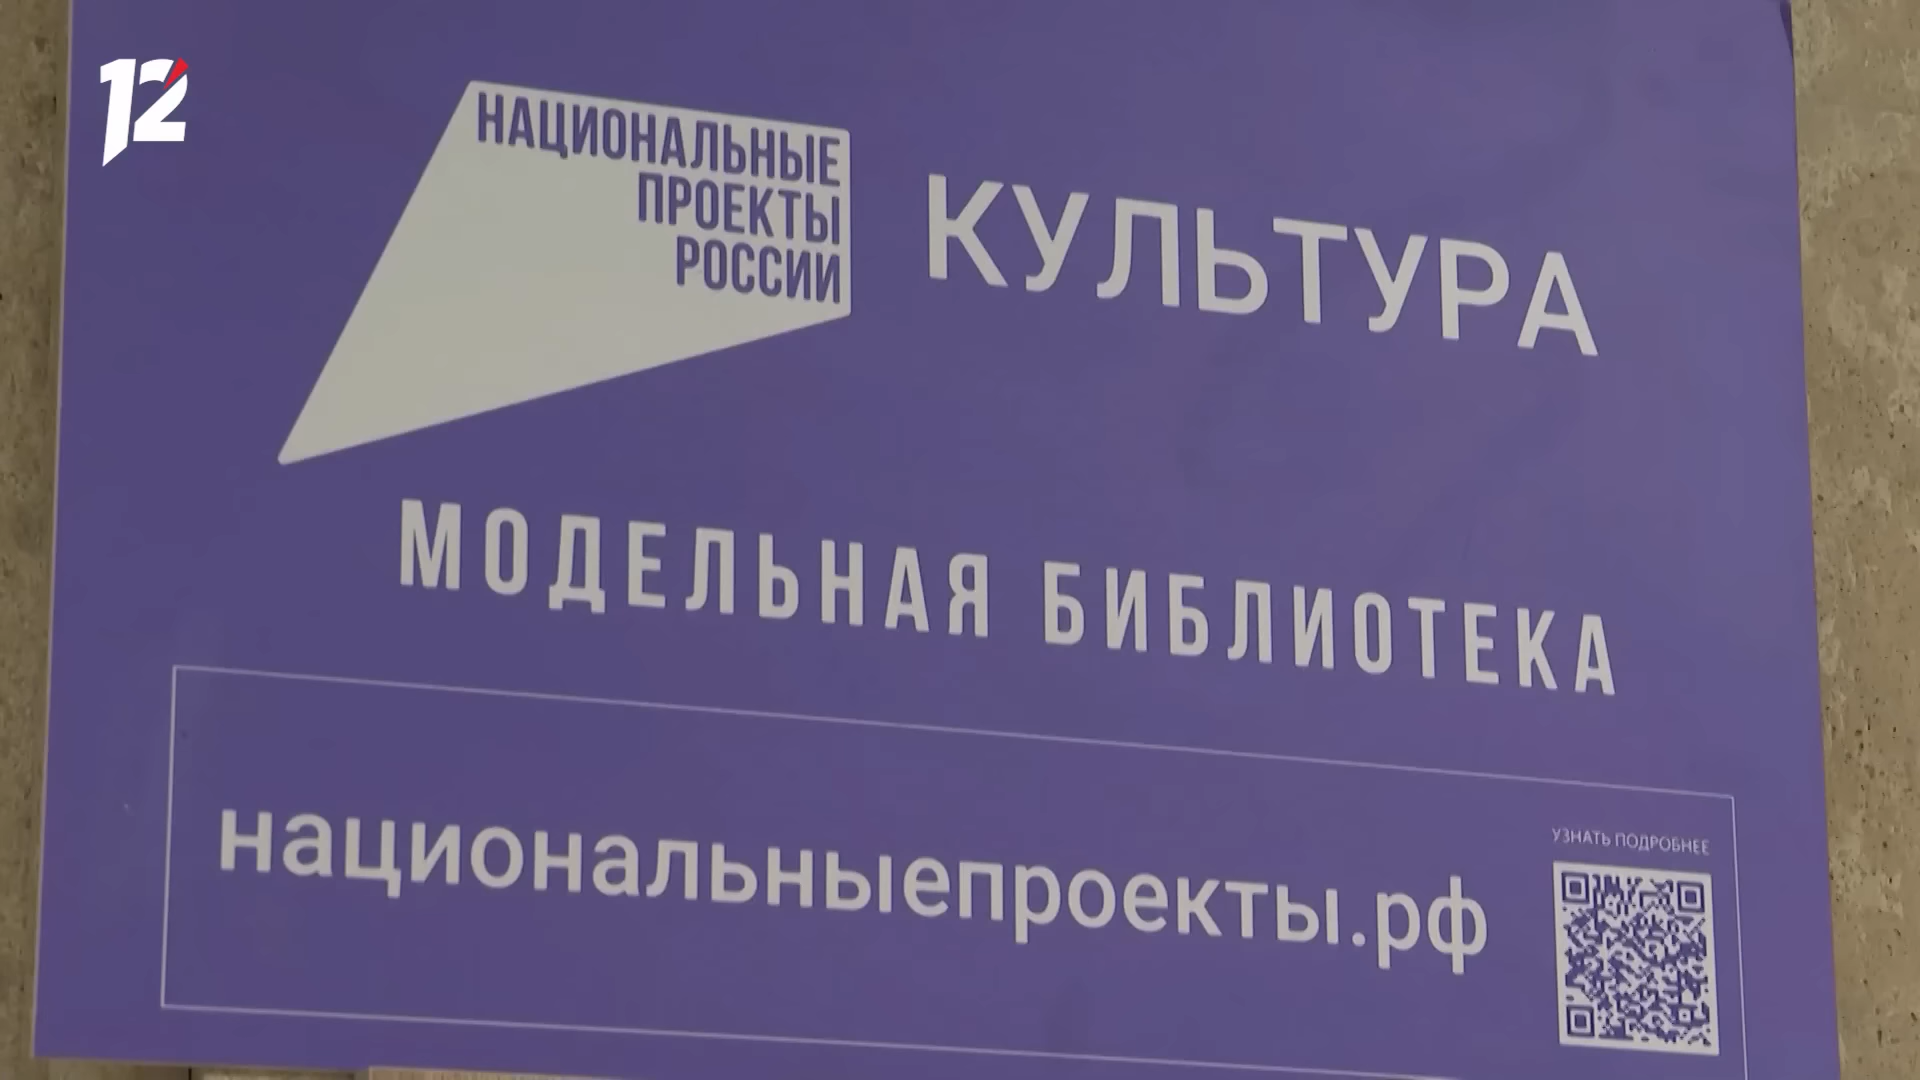 12
НАЦИОНАЛЬНЫЕ
ПРОЕКТЫ
РОССИИ
КУЛЬТУРА
МОДЕЛЬНАЯ БИБЛИОТЕКА
национальныепроекты.рф
УЗНАТЬ ПОДРОБНЕЕ